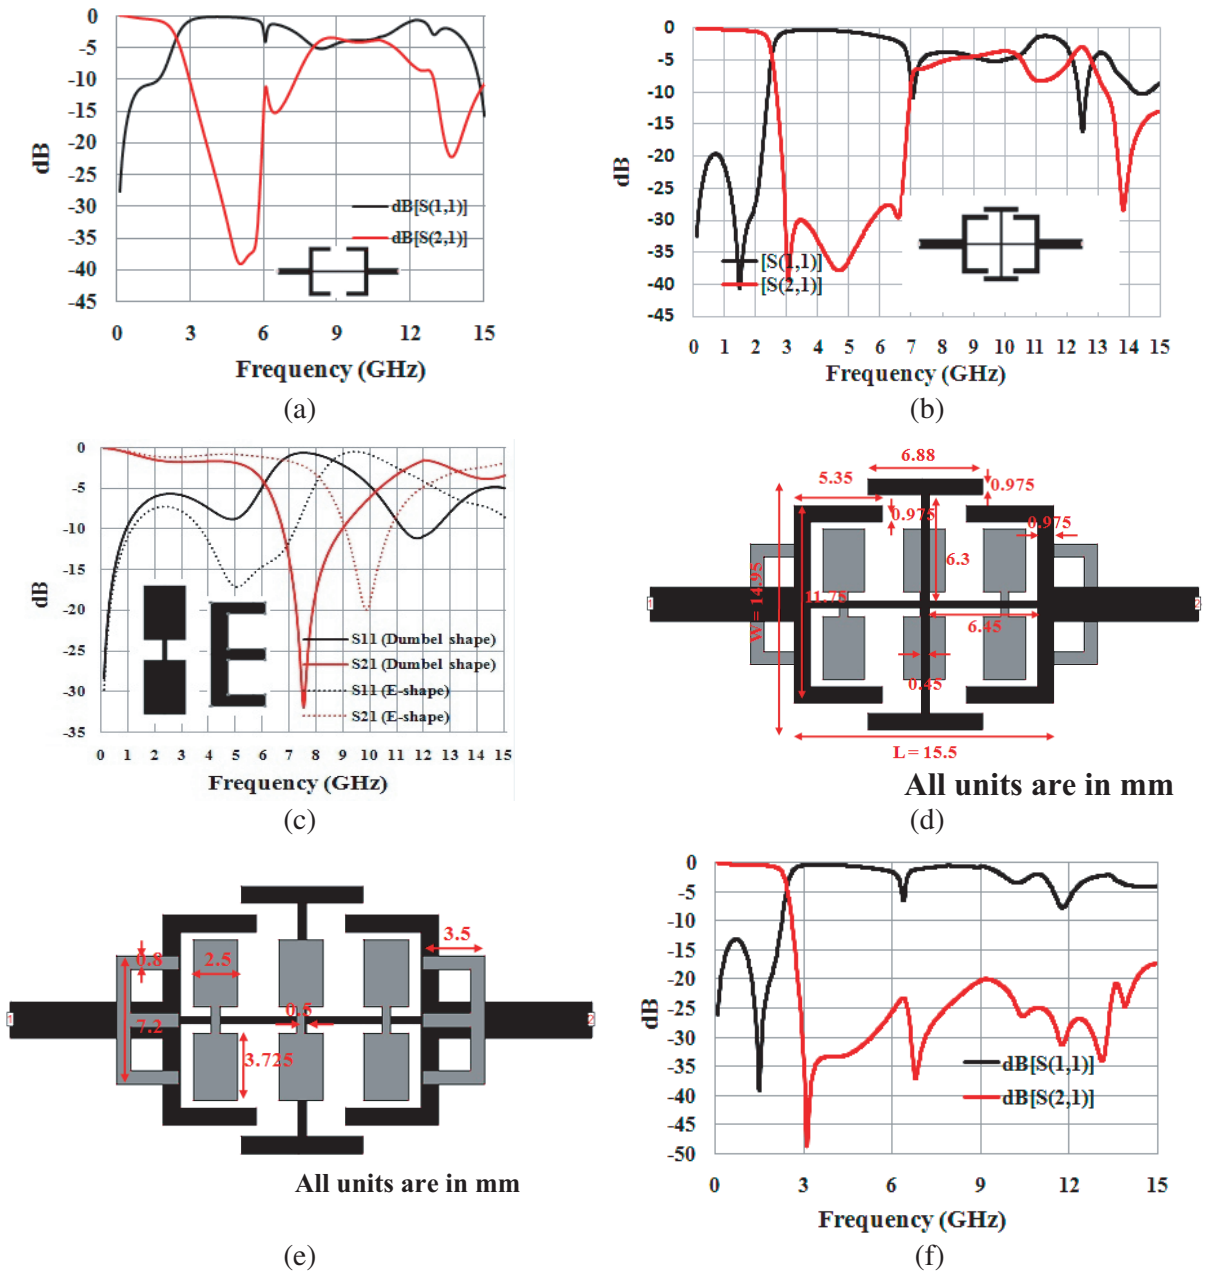 0
-5
-10
-15
-20
-25
-30
-35
-40
-45
dB
dB[S(1,1)]
dB[S(2,1)]
0 3 6 9 12 15
Frequency (GHz)
(a)
0
-5
-10
-15
-20
-25
-30
-35
-40
-45
dB
[S(1,1)]
[S(2,1)]
0 1 2 3 4 5 6 7 8 9 10 11 12 13 14 15
Frequency (GHz)
(b)
0
-5
-10
-15
-20
-25
-30
-35
dB
S11 (Dumbel shape)
S21 (Dumbel shape)
S11 (E-shape)
S21 (E-shape)
0 1 2 3 4 5 6 7 8 9 10 11 12 13 14 15
Frequency (GHz)
(c)
6.88
5.35
0.975
0.975
0.975
6.3
W = 14.95
11.75
6.45
0.45
1
2
L = 15.5
All units are in mm
(d)
0.8
2.5
3.5
0.5
7.2
3.725
1
2
All units are in mm
(e)
0
-5
-10
-15
-20
-25
-30
-35
-40
-45
-50
dB
dB[S(1,1)]
dB[S(2,1)]
0 3 6 9 12 15
Frequency (GHz)
(f)